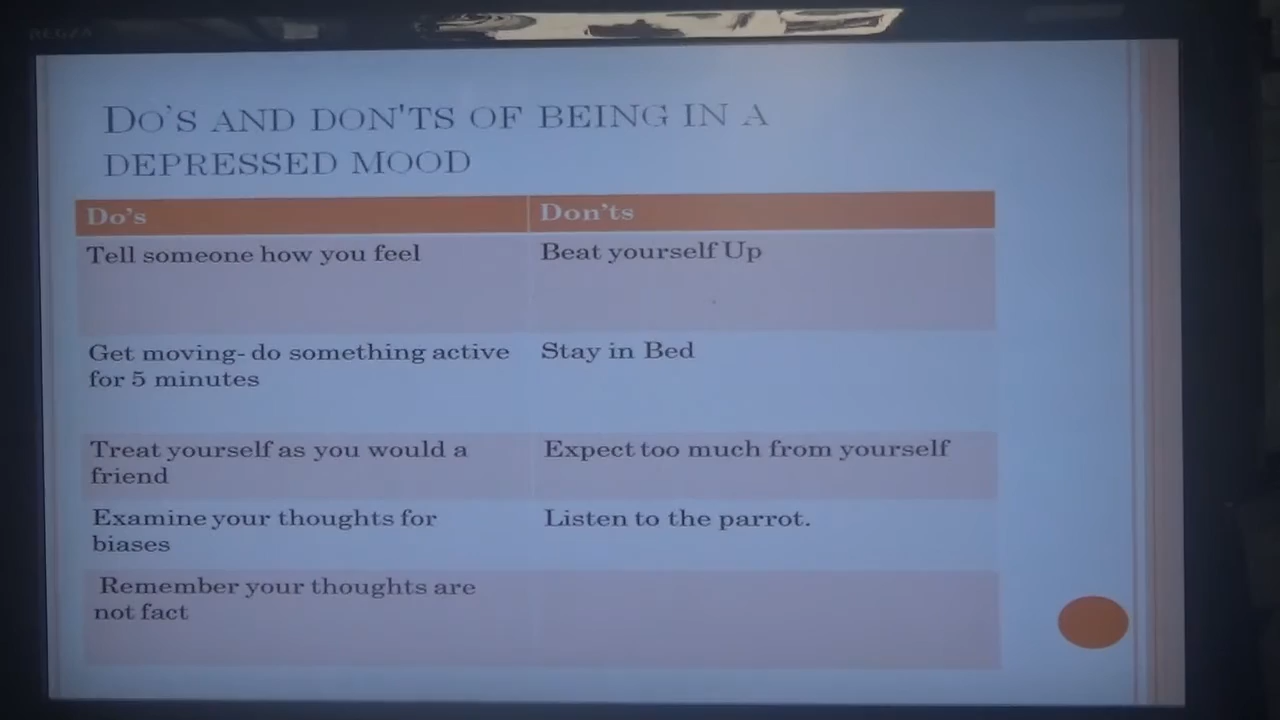 DO'S AND DON'TS OF BEING IN A
DEPRESSED MOOD
Do's
Don'ts
Tell someone how you feel
Beat yourself Up
Get moving- do something active
for 5 minutes
Stay in Bed
Treat yourself as you would a
friend
Expect too much from yourself
Examine your thoughts for
biases
Listen to the parrot.
Remember your thoughts are
not fact